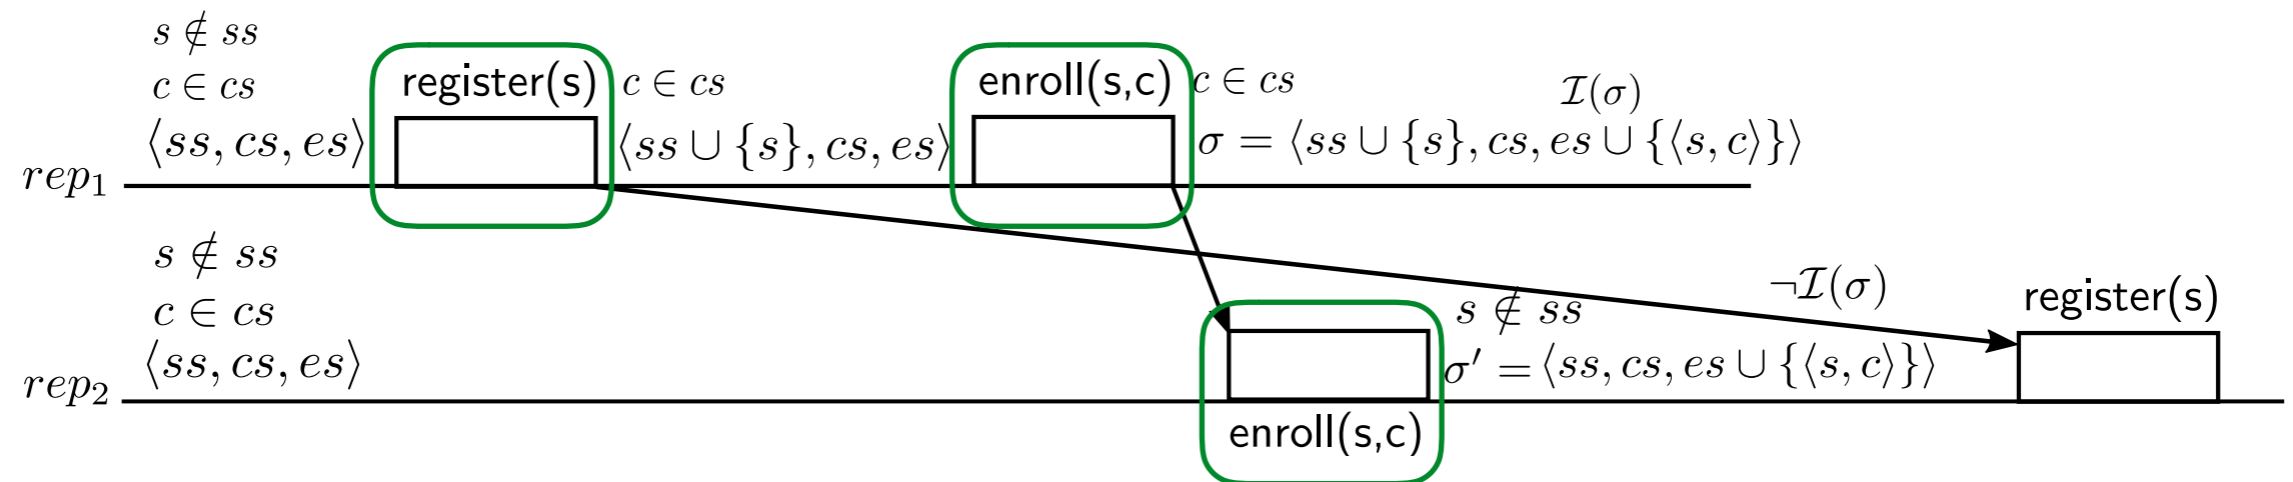 s ∉ ss
c ∈ cs
⟨ss, cs, es⟩
rep₁
register(s)
c ∈ cs
⟨ss ∪ {s}, cs, es⟩
enroll(s,c)
c ∈ cs
I(σ)
σ = ⟨ss ∪ {s}, cs, es ∪ {⟨s, c⟩}⟩
s ∉ ss
c ∈ cs
⟨ss, cs, es⟩
rep₂
enroll(s,c)
s ∉ ss
σ′ = ⟨ss, cs, es ∪ {⟨s, c⟩}⟩
¬I(σ)
register(s)